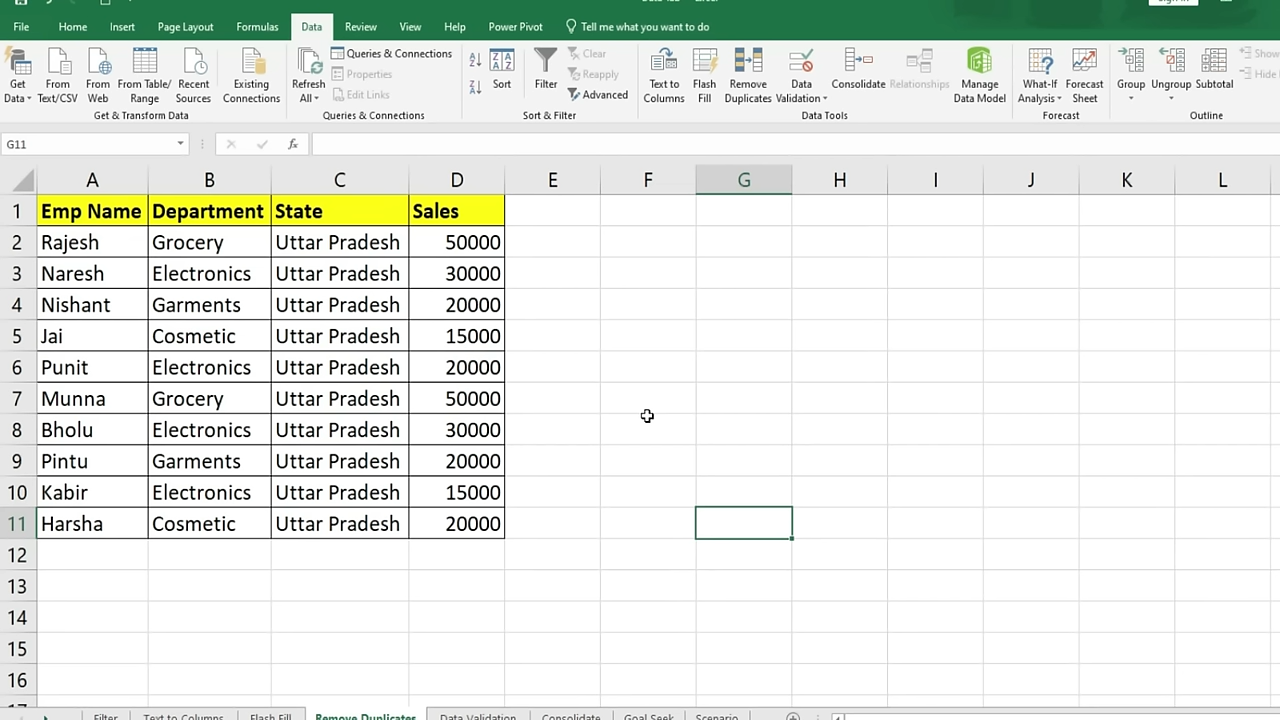 File Home Insert Page Layout Formulas Data Review View Help Power Pivot Tell me what you want to do
Get Data
From Text/CSV
From Web
From Table/ Range
Recent Sources
Existing Connections
Get & Transform Data
Refresh All
Queries & Connections
Properties
Edit Links
Queries & Connections
Sort
Filter
Clear
Reapply
Advanced
Sort & Filter
Text to Columns
Flash Fill
Remove Duplicates
Data Validation
Consolidate
Relationships
Manage Data Model
Data Tools
What-If Analysis
Forecast Sheet
Forecast
Group
Ungroup
Subtotal
Show
Hide
Outline
G11 fx
A B C D E F G H I J K L
1 Emp Name Department State Sales
2 Rajesh Grocery Uttar Pradesh 50000
3 Naresh Electronics Uttar Pradesh 30000
4 Nishant Garments Uttar Pradesh 20000
5 Jai Cosmetic Uttar Pradesh 15000
6 Punit Electronics Uttar Pradesh 20000
7 Munna Grocery Uttar Pradesh 50000
8 Bholu Electronics Uttar Pradesh 30000
9 Pintu Garments Uttar Pradesh 20000
10 Kabir Electronics Uttar Pradesh 15000
11 Harsha Cosmetic Uttar Pradesh 20000
12
13
14
15
16
Filter Text to Columns Flash Fill Remove Duplicates Data Validation Consolidate Goal Seek Scenario